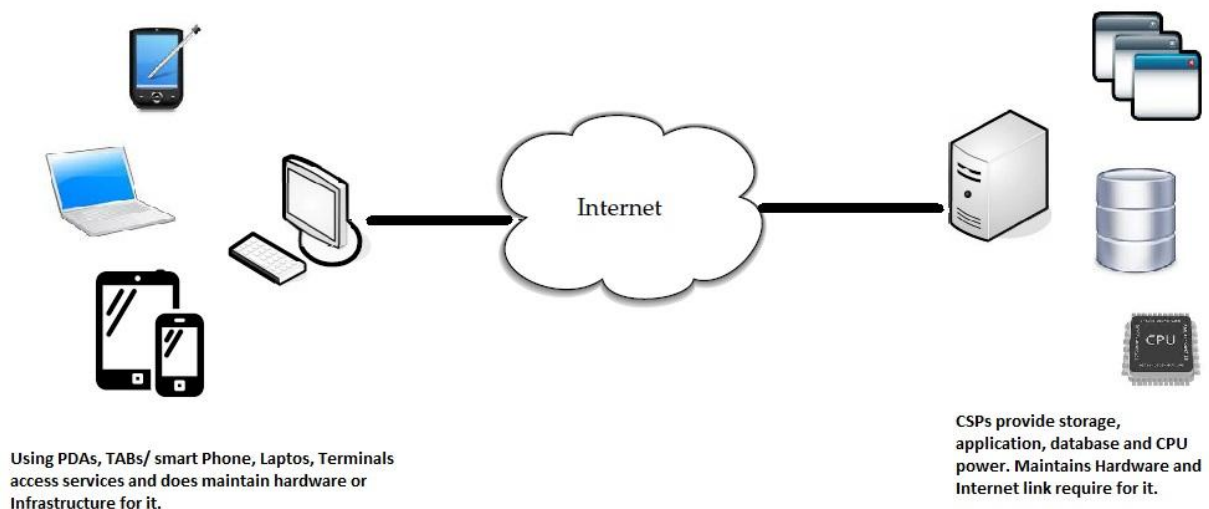 Internet
CPU
Using PDAs, TABs/ smart Phone, Laptos, Terminals
access services and does maintain hardware or
Infrastructure for it.
CSPs provide storage,
application, database and CPU
power. Maintains Hardware and
Internet link require for it.